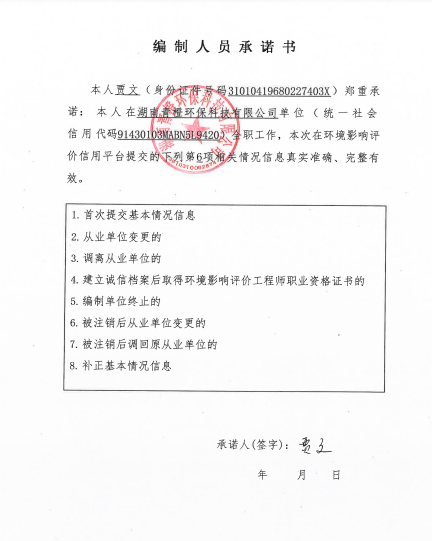 编制人员承诺书
本人贾文（身份证件号码31010419680227403X）郑重承
诺：本人在湖南青橙环保科技有限公司单位（统一社会
信用代码91430103MABN5L9420）全职工作，本次在环境影响评
价信用平台提交的下列第6项相关情况信息真实准确、完整有
效。
1. 首次提交基本情况信息
2. 从业单位变更的
3. 调离从业单位的
4. 建立诚信档案后取得环境影响评价工程师职业资格证书的
5. 编制单位终止的
6. 被注销后从业单位变更的
7. 被注销后调回原从业单位的
8. 补正基本情况信息
承诺人(签字)：贾文
年 月 日